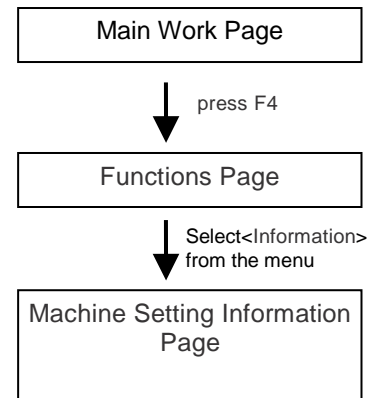 Main Work Page
press F4
Functions Page
Select<Information>
from the menu
Machine Setting Information
Page